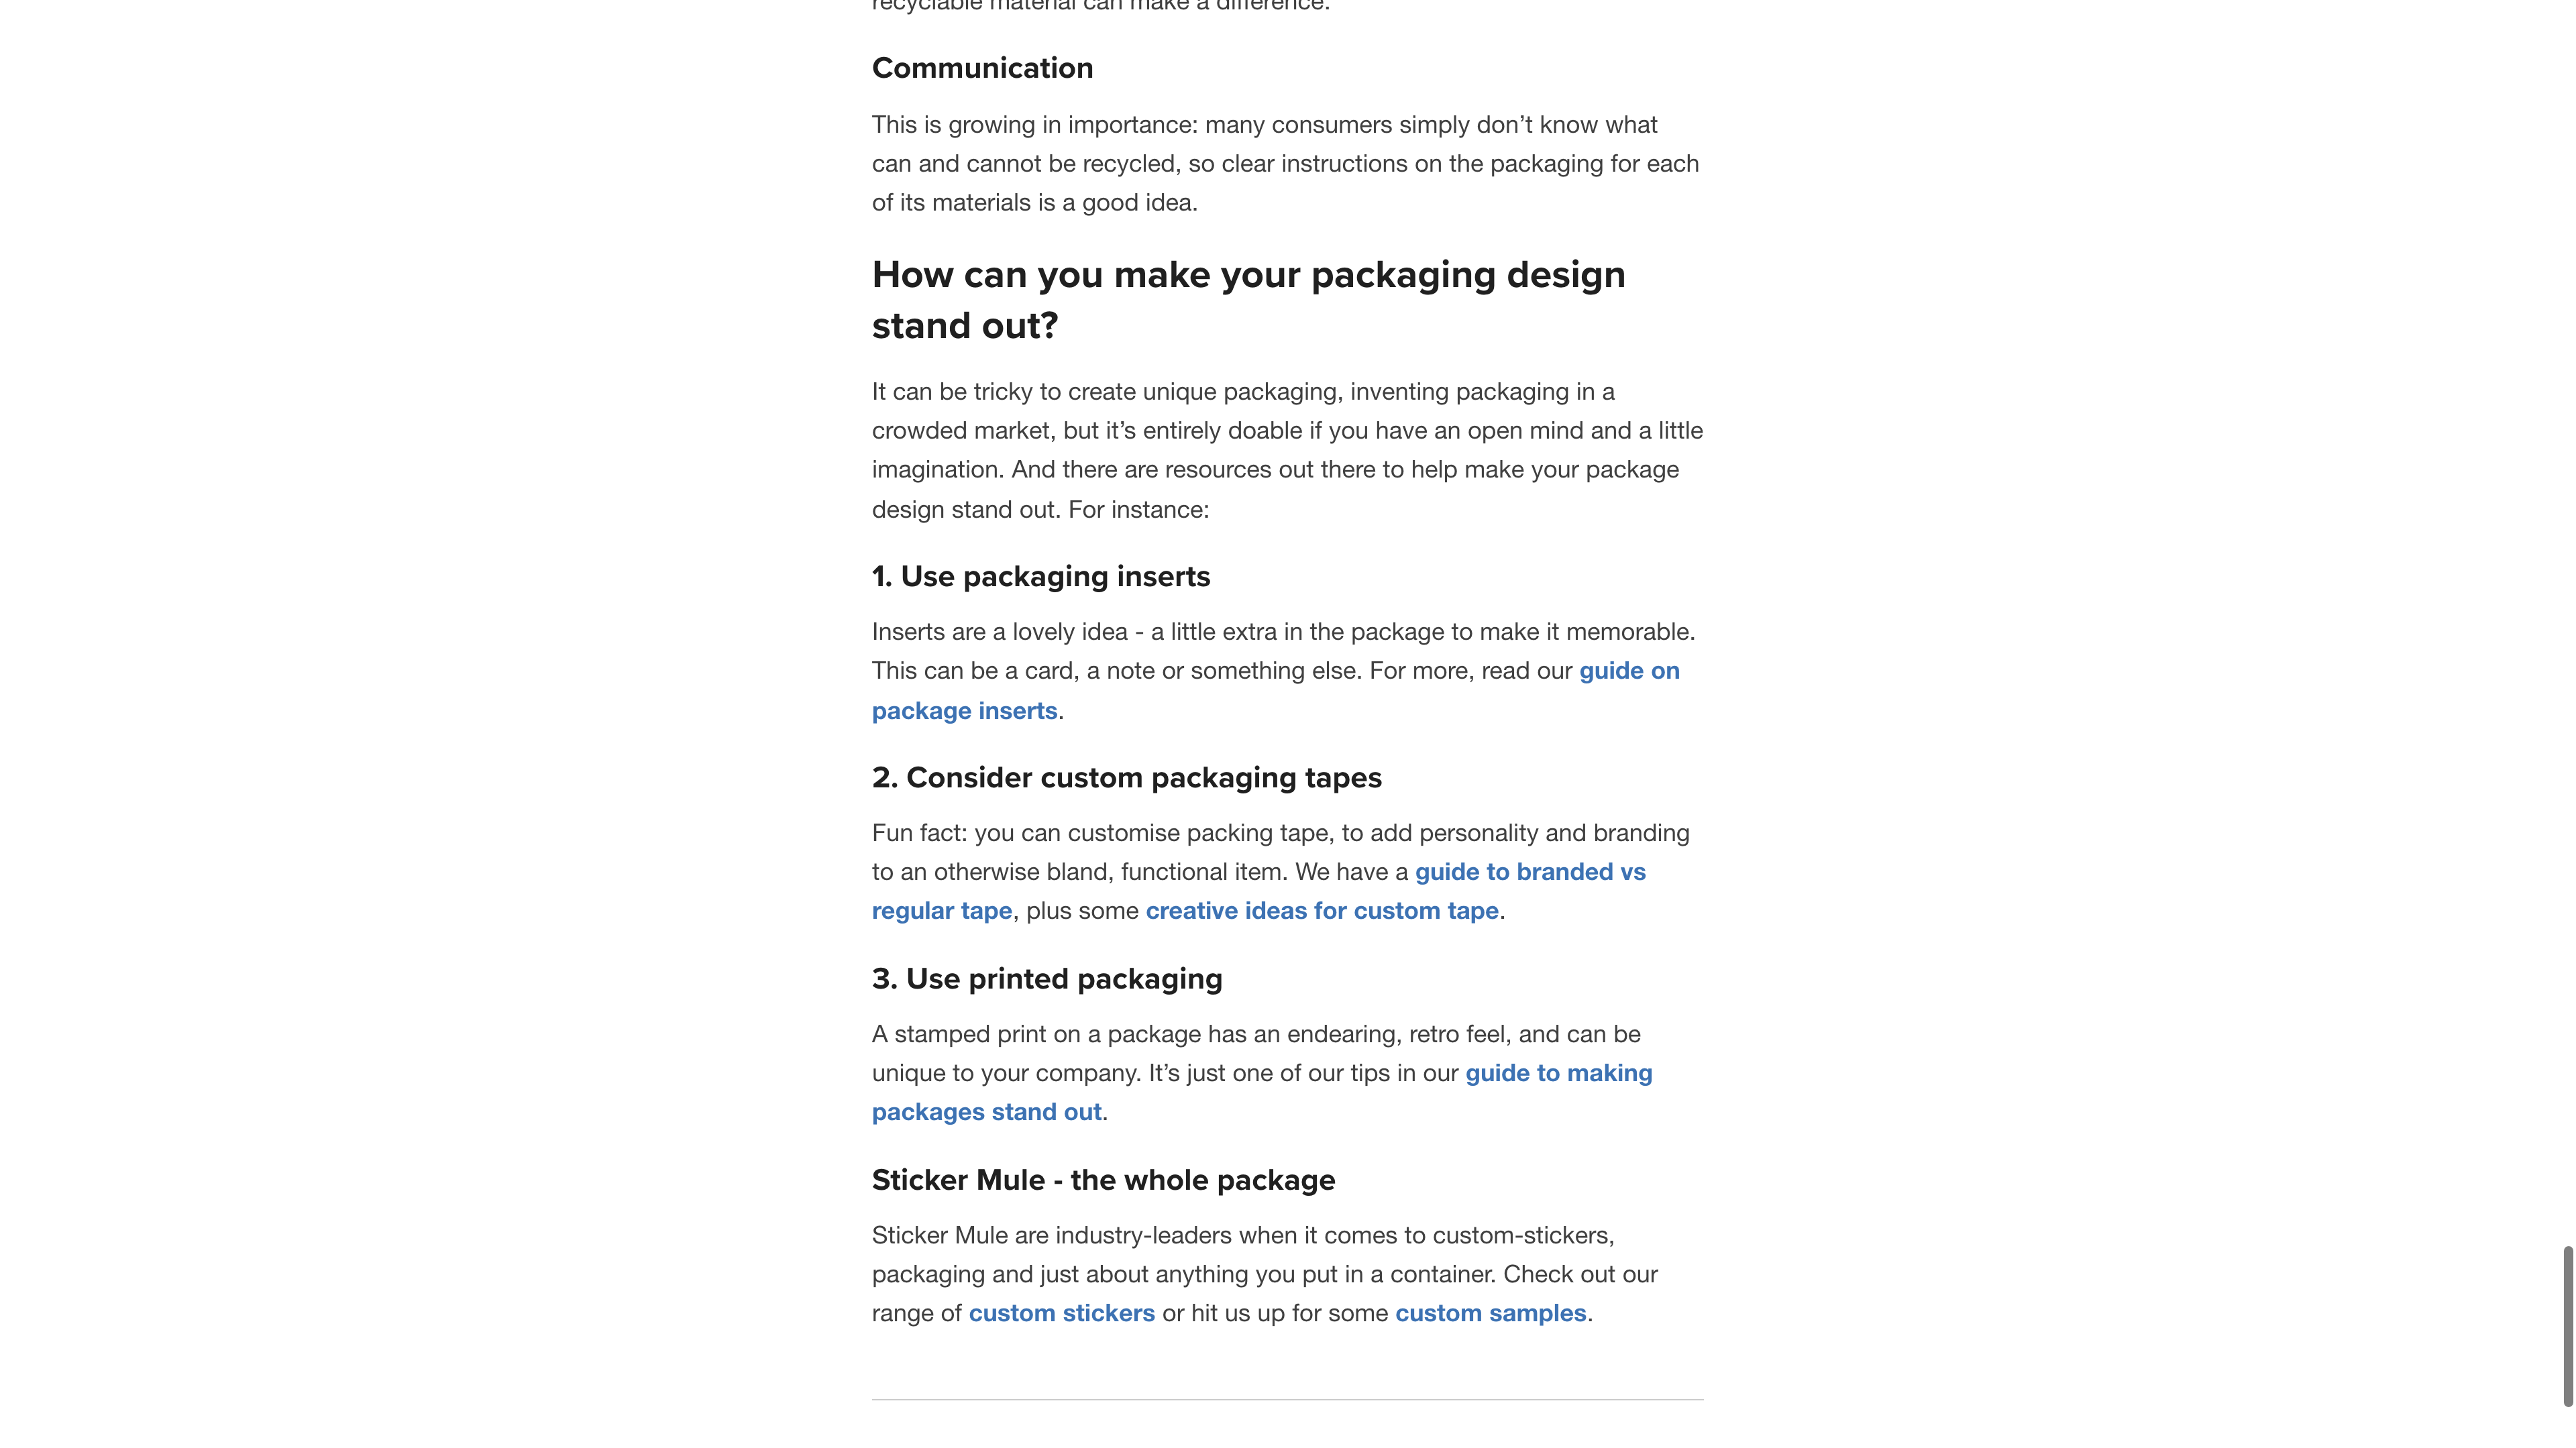 recyclable material can make a difference.
Communication
This is growing in importance: many consumers simply don’t know what
can and cannot be recycled, so clear instructions on the packaging for each
of its materials is a good idea.
How can you make your packaging design
stand out?
It can be tricky to create unique packaging, inventing packaging in a
crowded market, but it’s entirely doable if you have an open mind and a little
imagination. And there are resources out there to help make your package
design stand out. For instance:
1. Use packaging inserts
Inserts are a lovely idea - a little extra in the package to make it memorable.
This can be a card, a note or something else. For more, read our guide on
package inserts.
2. Consider custom packaging tapes
Fun fact: you can customise packing tape, to add personality and branding
to an otherwise bland, functional item. We have a guide to branded vs
regular tape, plus some creative ideas for custom tape.
3. Use printed packaging
A stamped print on a package has an endearing, retro feel, and can be
unique to your company. It’s just one of our tips in our guide to making
packages stand out.
Sticker Mule - the whole package
Sticker Mule are industry-leaders when it comes to custom-stickers,
packaging and just about anything you put in a container. Check out our
range of custom stickers or hit us up for some custom samples.